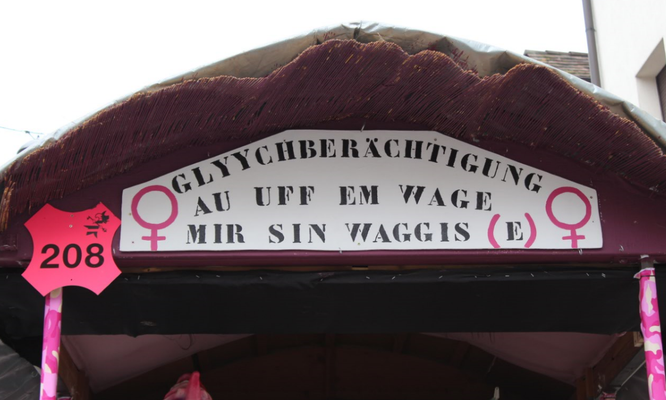 GLYYCHBERÄCHTIGUNG
AU UFF EM WAGE
MIR SIN WAGGIS (E)
208